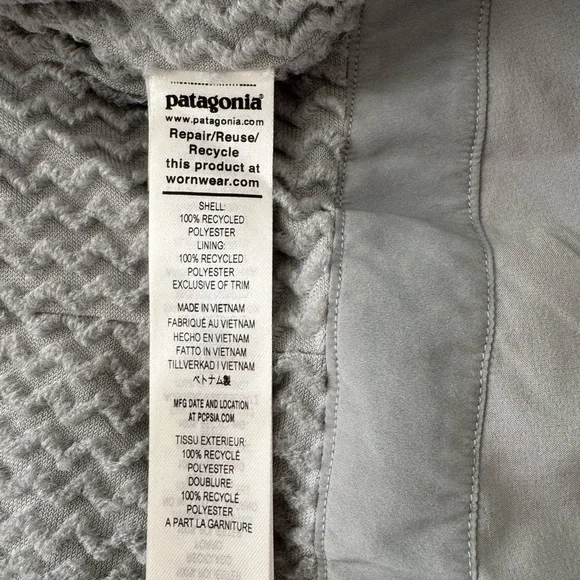 patagonia®
www.patagonia.com
Repair/Reuse/
Recycle
this product at
wornwear.com
SHELL:
100% RECYCLED
POLYESTER
LINING:
100% RECYCLED
POLYESTER
EXCLUSIVE OF TRIM
MADE IN VIETNAM
FABRIQUÉ AU VIETNAM
HECHO EN VIETNAM
FATTO IN VIETNAM
TILLVERKAD I VIETNAM
ベトナム製
MFG DATE AND LOCATION
AT PCPSIA.COM
TISSU EXTERIEUR:
100% RECYCLÉ
POLYESTER
DOUBLURE:
100% RECYCLÉ
POLYESTER
A PART LA GARNITURE